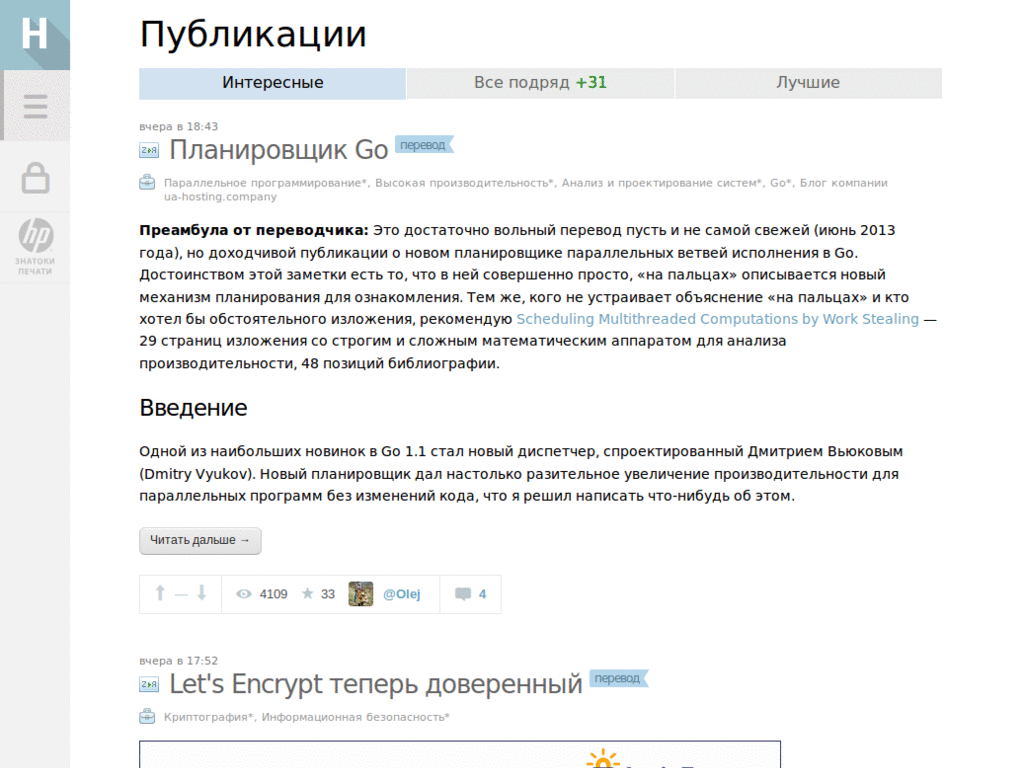 H
Публикации
Интересные
Все подряд +31
Лучшие
hp
ЗНАТОКИ
ПЕЧАТИ
вчера в 18:43
Планировщик Go перевод
Параллельное программирование*, Высокая производительность*, Анализ и проектирование систем*, Go*, Блог компании
ua-hosting.company
Преамбула от переводчика: Это достаточно вольный перевод пусть и не самой свежей (июнь 2013
года), но доходчивой публикации о новом планировщике параллельных ветвей исполнения в Go.
Достоинством этой заметки есть то, что в ней совершенно просто, «на пальцах» описывается новый
механизм планирования для ознакомления. Тем же, кого не устраивает объяснение «на пальцах» и кто
хотел бы обстоятельного изложения, рекомендую Scheduling Multithreaded Computations by Work Stealing —
29 страниц изложения со строгим и сложным математическим аппаратом для анализа
производительности, 48 позиций библиографии.
Введение
Одной из наибольших новинок в Go 1.1 стал новый диспетчер, спроектированный Дмитрием Вьюковым
(Dmitry Vyukov). Новый планировщик дал настолько разительное увеличение производительности для
параллельных программ без изменений кода, что я решил написать что-нибудь об этом.
Читать дальше →
— 4109 33 @Olej 4
вчера в 17:52
Let's Encrypt теперь доверенный перевод
Криптография*, Информационная безопасность*